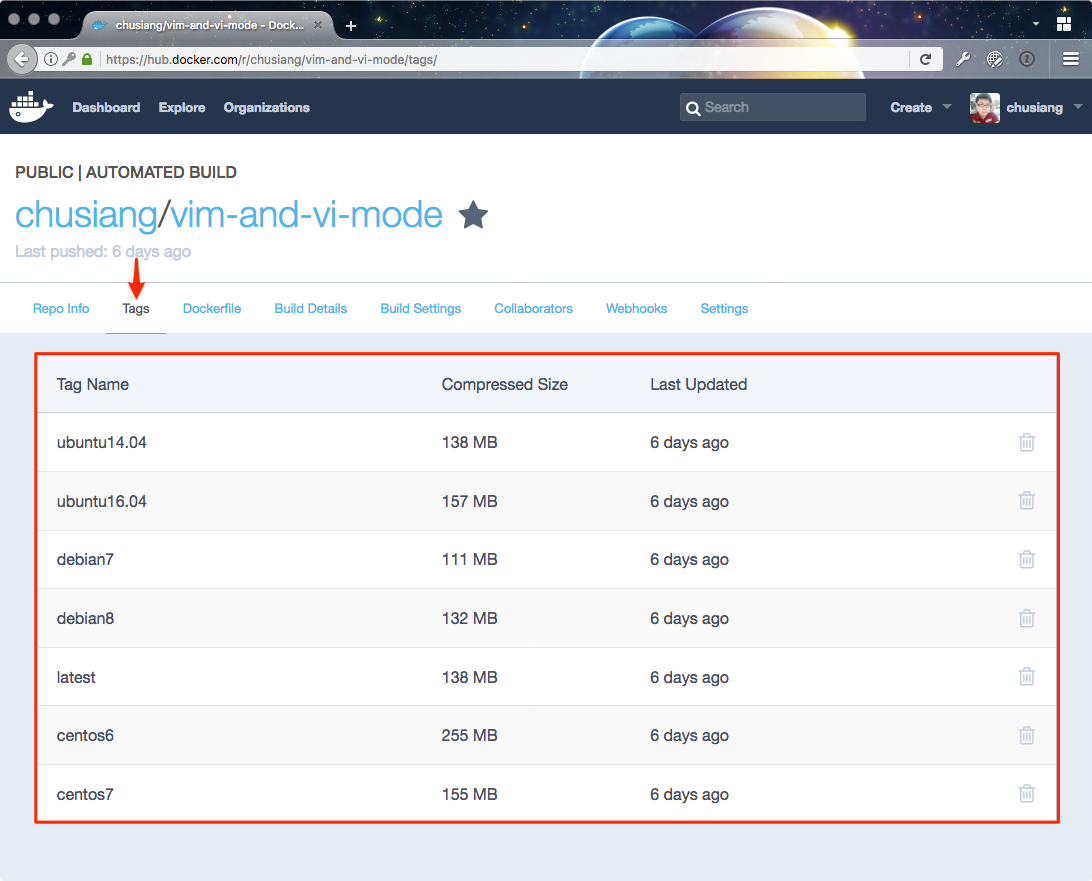 chusiang/vim-and-vi-mode - Dock...
https://hub.docker.com/r/chusiang/vim-and-vi-mode/tags/
Dashboard Explore Organizations Search Create chusiang
PUBLIC | AUTOMATED BUILD
chusiang/vim-and-vi-mode
Last pushed: 6 days ago
Repo Info Tags Dockerfile Build Details Build Settings Collaborators Webhooks Settings
Tag Name Compressed Size Last Updated
ubuntu14.04 138 MB 6 days ago
ubuntu16.04 157 MB 6 days ago
debian7 111 MB 6 days ago
debian8 132 MB 6 days ago
latest 138 MB 6 days ago
centos6 255 MB 6 days ago
centos7 155 MB 6 days ago